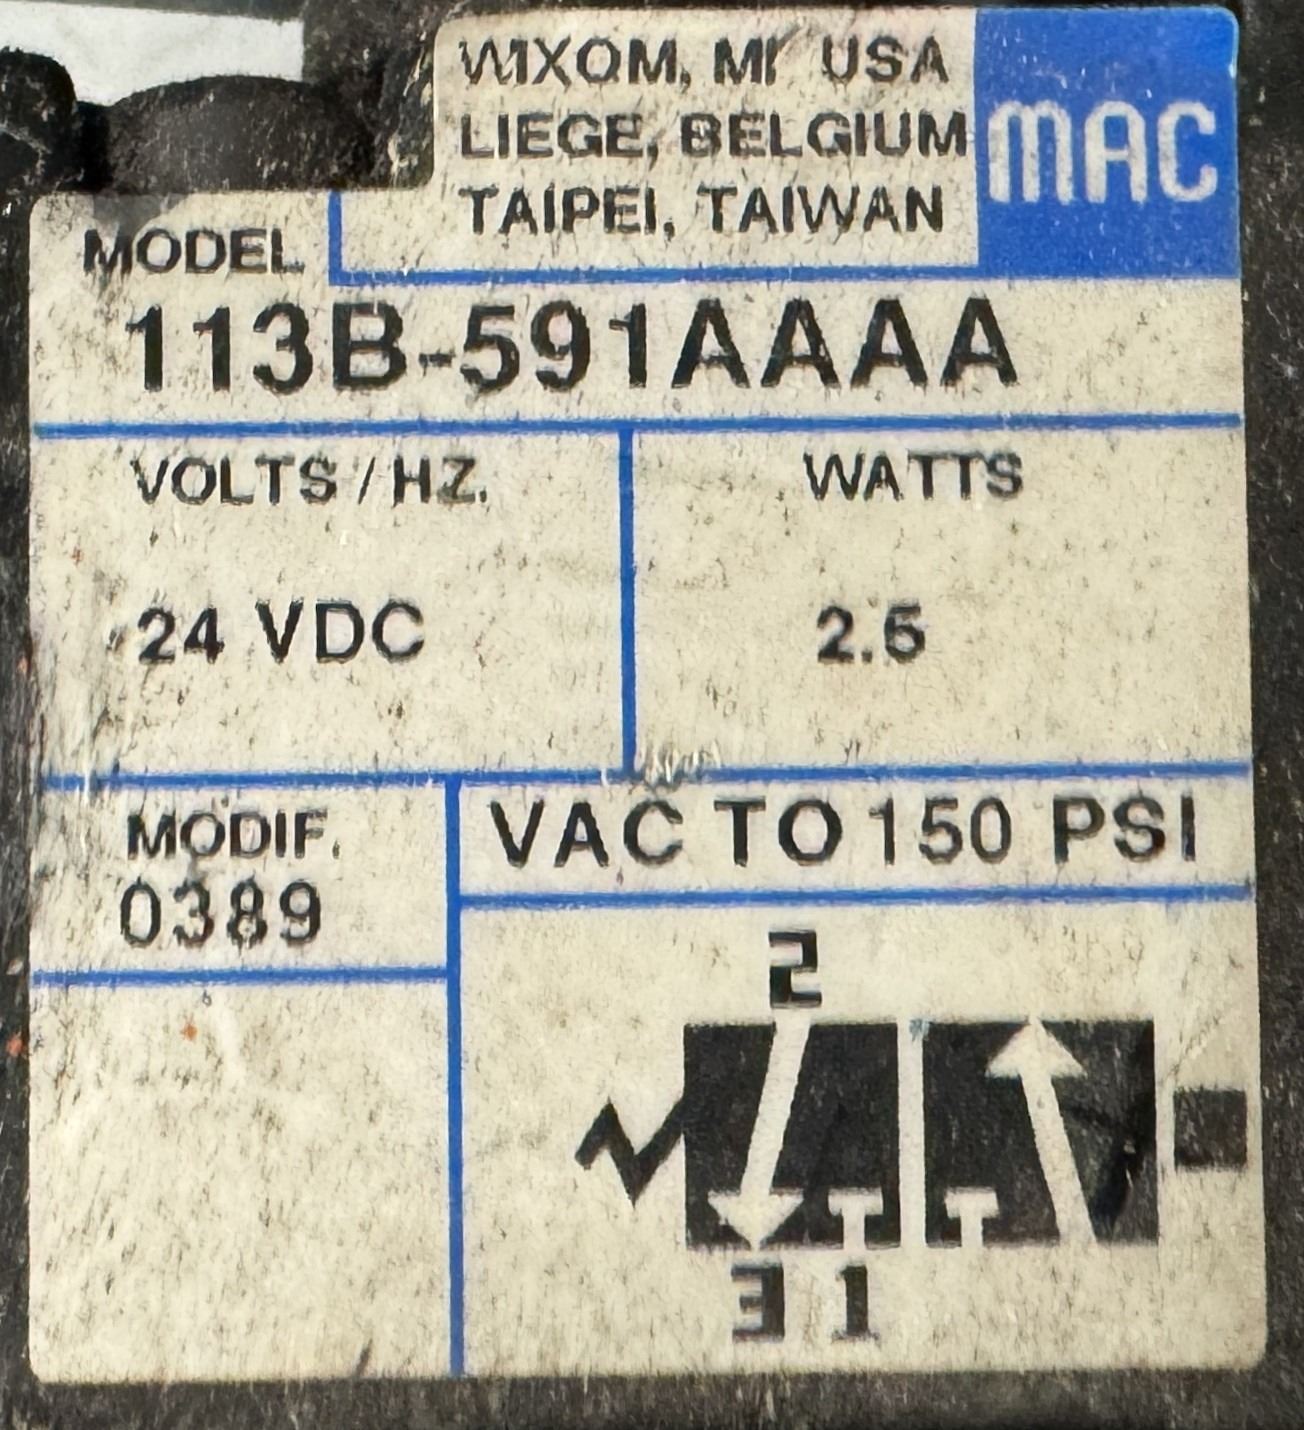 WIXOM, MI USA
LIEGE, BELGIUM
TAIPEI, TAIWAN
MAC
MODEL
113B-591AAAA
VOLTS / HZ.
WATTS
24 VDC
2.5
MODIF.
0389
VAC TO 150 PSI
2
3 1